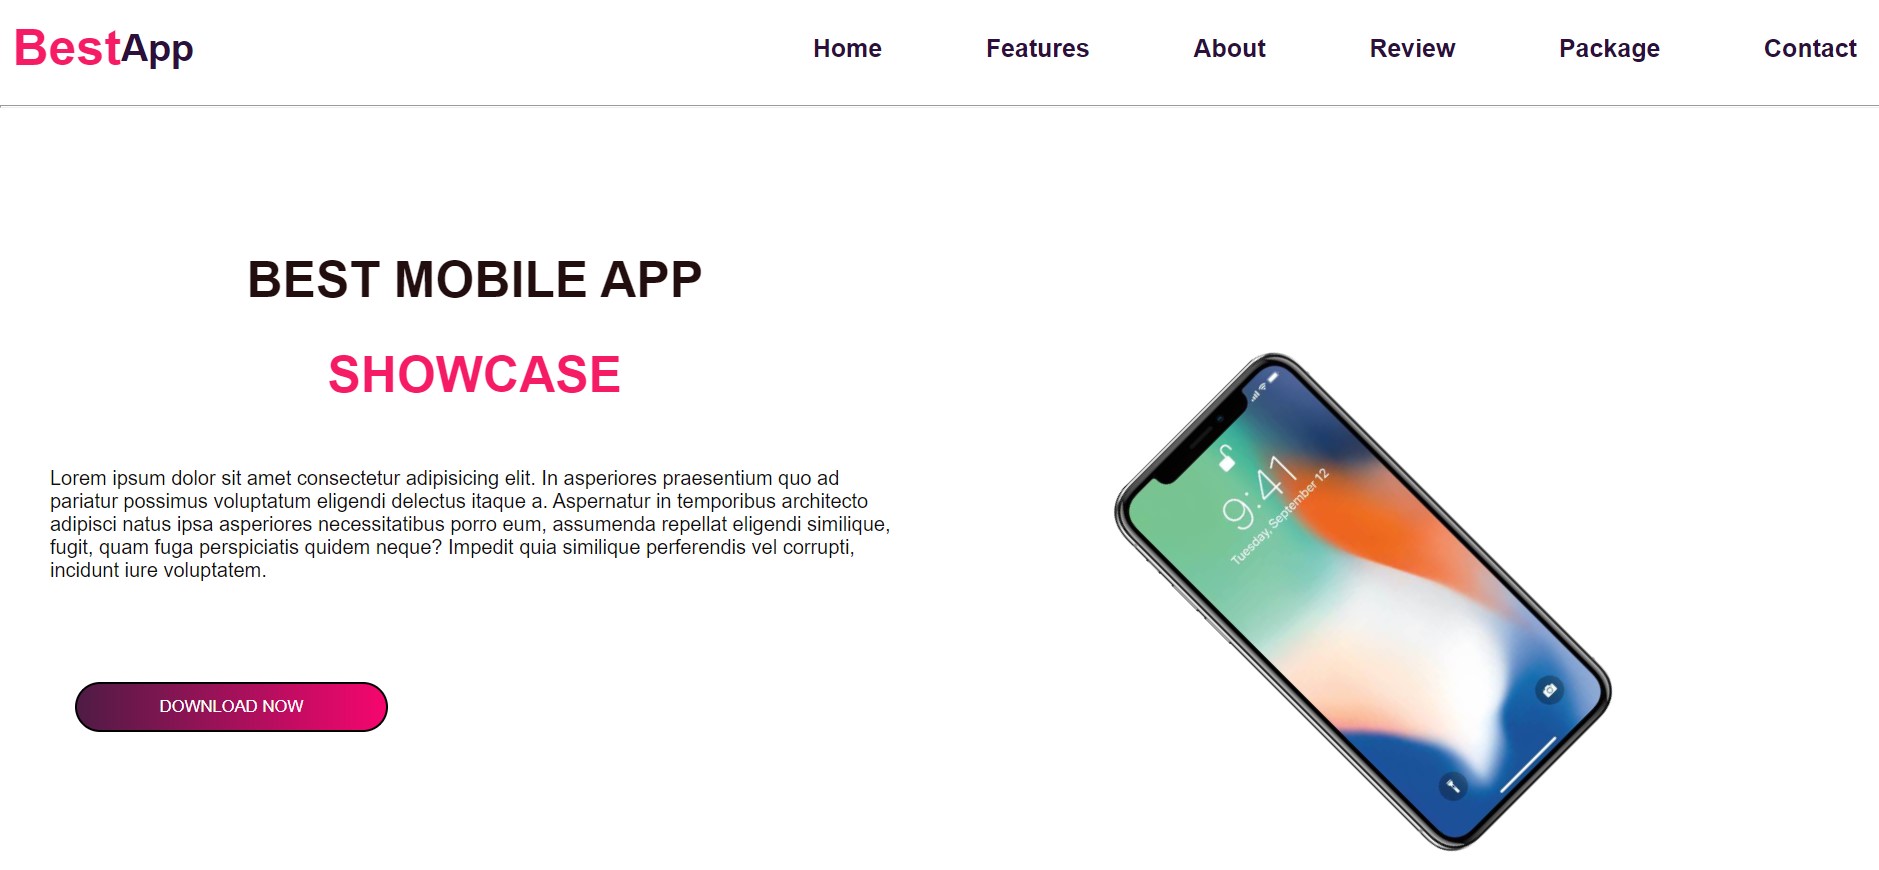 BestApp
Home Features About Review Package Contact
BEST MOBILE APP
SHOWCASE
Lorem ipsum dolor sit amet consectetur adipisicing elit. In asperiores praesentium quo ad
pariatur possimus voluptatum eligendi delectus itaque a. Aspernatur in temporibus architecto
adipisci natus ipsa asperiores necessitatibus porro eum, assumenda repellat eligendi similique,
fugit, quam fuga perspiciatis quidem neque? Impedit quia similique perferendis vel corrupti,
incidunt iure voluptatem.
DOWNLOAD NOW
9:41
Tuesday, September 12